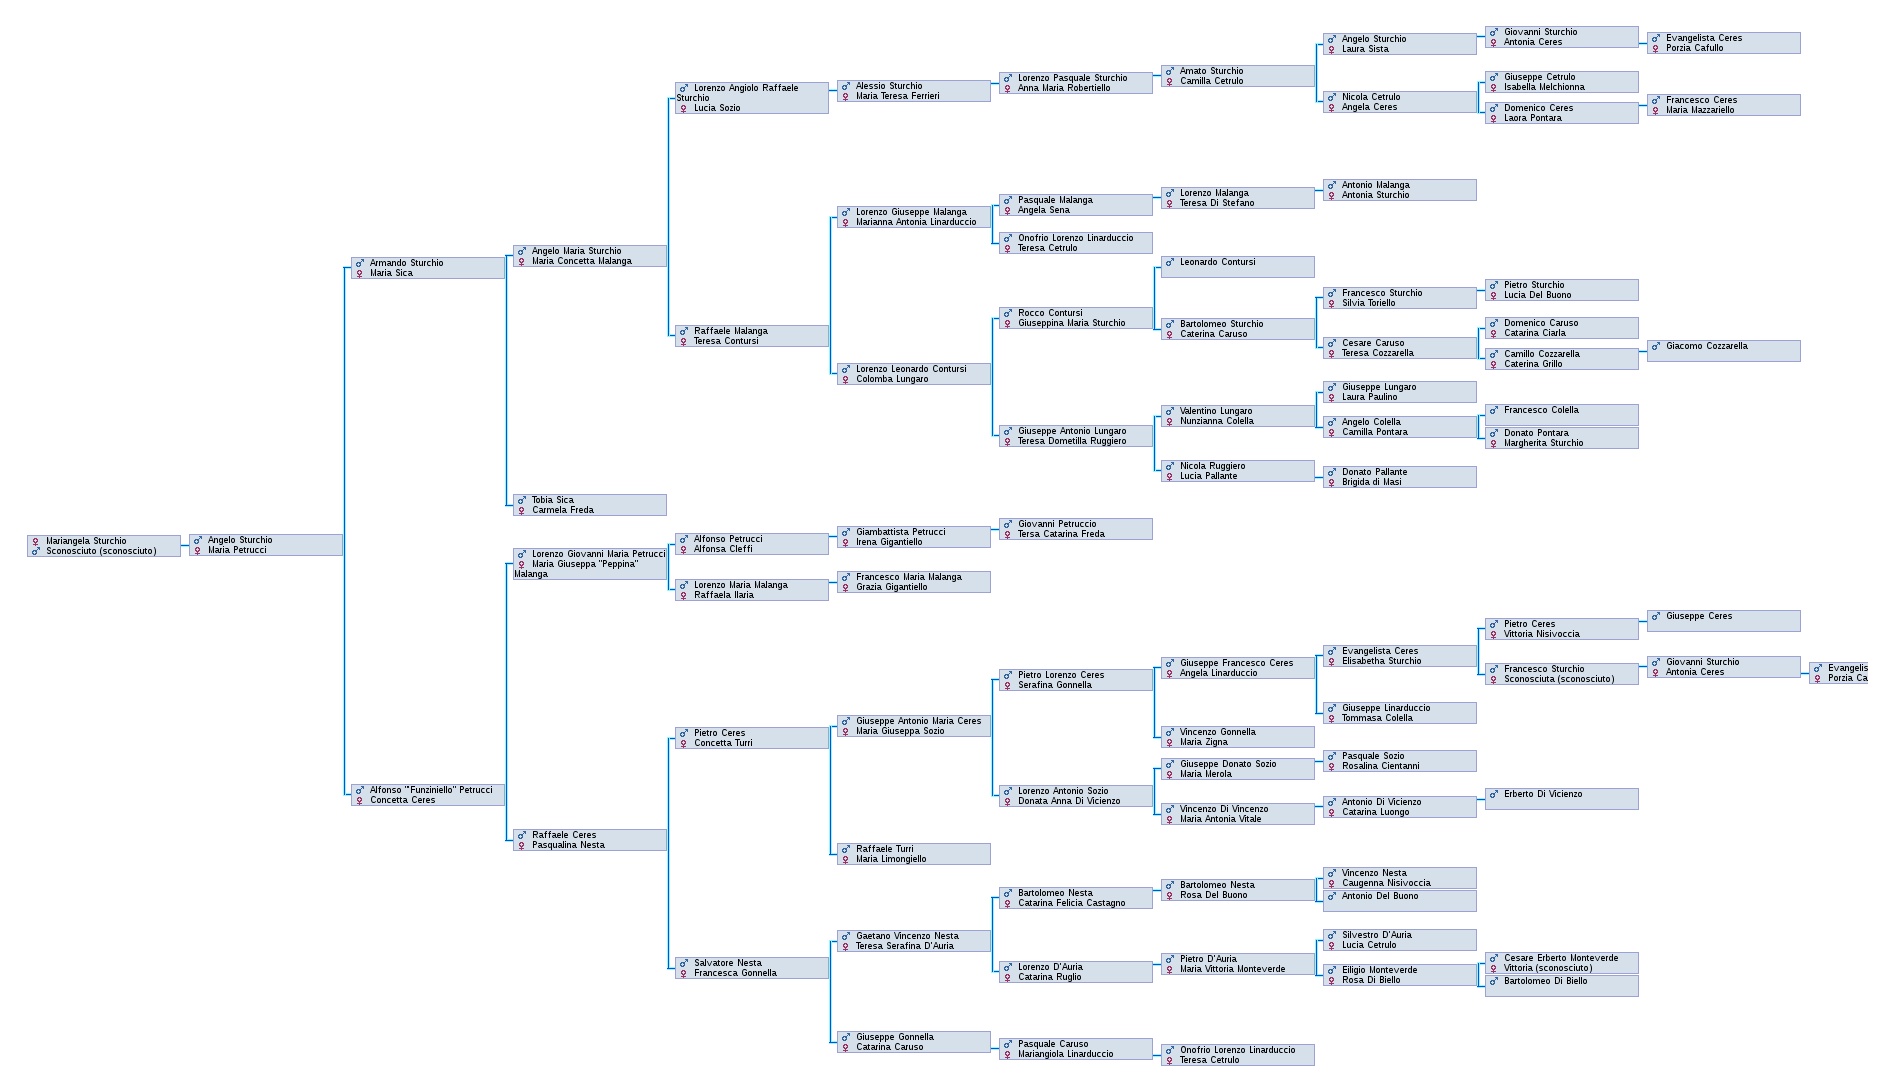 Mariangela Sturchio
Sconosciuto (sconosciuto)
Angelo Sturchio
Maria Petrucci
Armando Sturchio
Maria Sica
Alfonso '"Funziniello" Petrucci
Concetta Ceres
Angelo Maria Sturchio
Maria Concetta Malanga
Tobia Sica
Carmela Freda
Lorenzo Giovanni Maria Petrucci
Maria Giuseppa "Peppina"
Malanga
Raffaele Ceres
Pasqualina Nesta
Lorenzo Angiolo Raffaele
Sturchio
Lucia Sozio
Raffaele Malanga
Teresa Contursi
Alfonso Petrucci
Alfonsa Cleffi
Lorenzo Maria Malanga
Raffaela Ilaria
Pietro Ceres
Concetta Turri
Salvatore Nesta
Francesca Gonnella
Alessio Sturchio
Maria Teresa Ferrieri
Lorenzo Giuseppe Malanga
Marianna Antonia Linarduccio
Lorenzo Leonardo Contursi
Colomba Lungaro
Giambattista Petrucci
Irena Gigantiello
Francesco Maria Malanga
Grazia Gigantiello
Giuseppe Antonio Maria Ceres
Maria Giuseppa Sozio
Raffaele Turri
Maria Limongiello
Gaetano Vincenzo Nesta
Teresa Serafina D'Auria
Giuseppe Gonnella
Catarina Caruso
Lorenzo Pasquale Sturchio
Anna Maria Robertiello
Pasquale Malanga
Angela Sena
Onofrio Lorenzo Linarduccio
Teresa Cetrulo
Rocco Contursi
Giuseppina Maria Sturchio
Giuseppe Antonio Lungaro
Teresa Dometilla Ruggiero
Giovanni Petruccio
Tersa Catarina Freda
Pietro Lorenzo Ceres
Serafina Gonnella
Lorenzo Antonio Sozio
Donata Anna Di Vicienzo
Bartolomeo Nesta
Catarina Felicia Castagno
Lorenzo D'Auria
Catarina Ruglio
Pasquale Caruso
Mariangiola Linarduccio
Amato Sturchio
Camilla Cetrulo
Lorenzo Malanga
Teresa Di Stefano
Leonardo Contursi
Bartolomeo Sturchio
Caterina Caruso
Valentino Lungaro
Nunzianna Colella
Nicola Ruggiero
Lucia Pallante
Giuseppe Francesco Ceres
Angela Linarduccio
Vincenzo Gonnella
Maria Zigna
Giuseppe Donato Sozio
Maria Merola
Vincenzo Di Vincenzo
Maria Antonia Vitale
Bartolomeo Nesta
Rosa Del Buono
Pietro D'Auria
Maria Vittoria Monteverde
Onofrio Lorenzo Linarduccio
Teresa Cetrulo
Angelo Sturchio
Laura Sista
Nicola Cetrulo
Angela Ceres
Antonio Malanga
Antonia Sturchio
Francesco Sturchio
Silvia Toriello
Cesare Caruso
Teresa Cozzarella
Giuseppe Lungaro
Laura Paulino
Angelo Colella
Camilla Pontara
Donato Pallante
Brigida di Masi
Evangelista Ceres
Elisabetha Sturchio
Giuseppe Linarduccio
Tommasa Colella
Pasquale Sozio
Rosalina Cientanni
Antonio Di Vicienzo
Catarina Luongo
Vincenzo Nesta
Caugenna Nisivoccia
Antonio Del Buono
Silvestro D'Auria
Lucia Cetrulo
Eiligio Monteverde
Rosa Di Biello
Giovanni Sturchio
Antonia Ceres
Giuseppe Cetrulo
Isabella Melchionna
Domenico Ceres
Laora Pontara
Pietro Sturchio
Lucia Del Buono
Domenico Caruso
Catarina Ciarla
Camillo Cozzarella
Caterina Grillo
Francesco Colella
Donato Pontara
Margherita Sturchio
Pietro Ceres
Vittoria Nisivoccia
Francesco Sturchio
Sconosciuta (sconosciuto)
Erberto Di Vicienzo
Cesare Erberto Monteverde
Vittoria (sconosciuto)
Bartolomeo Di Biello
Evangelista Ceres
Porzia Cafullo
Francesco Ceres
Maria Mazzariello
Giacomo Cozzarella
Giuseppe Ceres
Giovanni Sturchio
Antonia Ceres
Evangelis
Porzia Ca